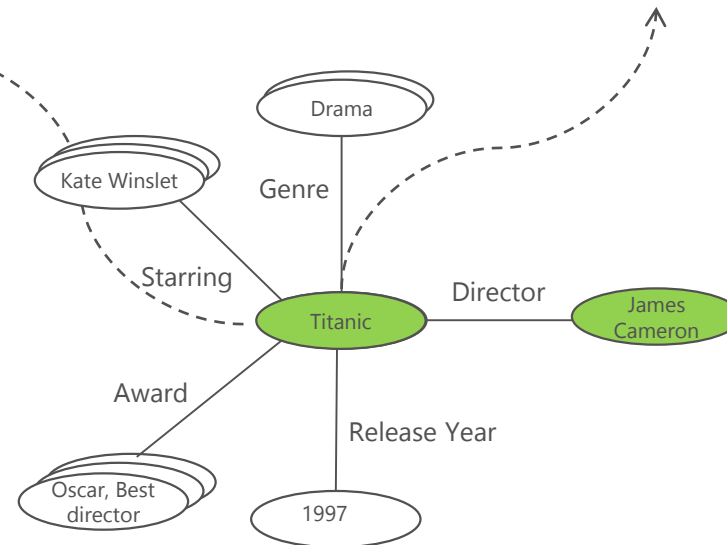 Drama
Kate Winslet
Genre
Starring
Director
Titanic
James
Cameron
Award
Release Year
Oscar, Best
director
1997